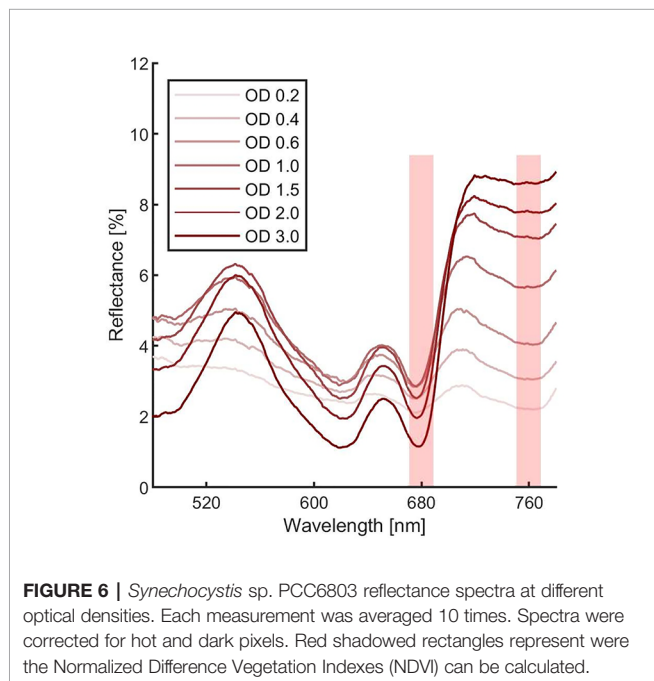 12
10
8
6
4
2
0
Reflectance [%]
OD 0.2
OD 0.4
OD 0.6
OD 1.0
OD 1.5
OD 2.0
OD 3.0
520 600 680 760
Wavelength [nm]
FIGURE 6 | Synechocystis sp. PCC6803 reflectance spectra at different
optical densities. Each measurement was averaged 10 times. Spectra were
corrected for hot and dark pixels. Red shadowed rectangles represent were
the Normalized Difference Vegetation Indexes (NDVI) can be calculated.